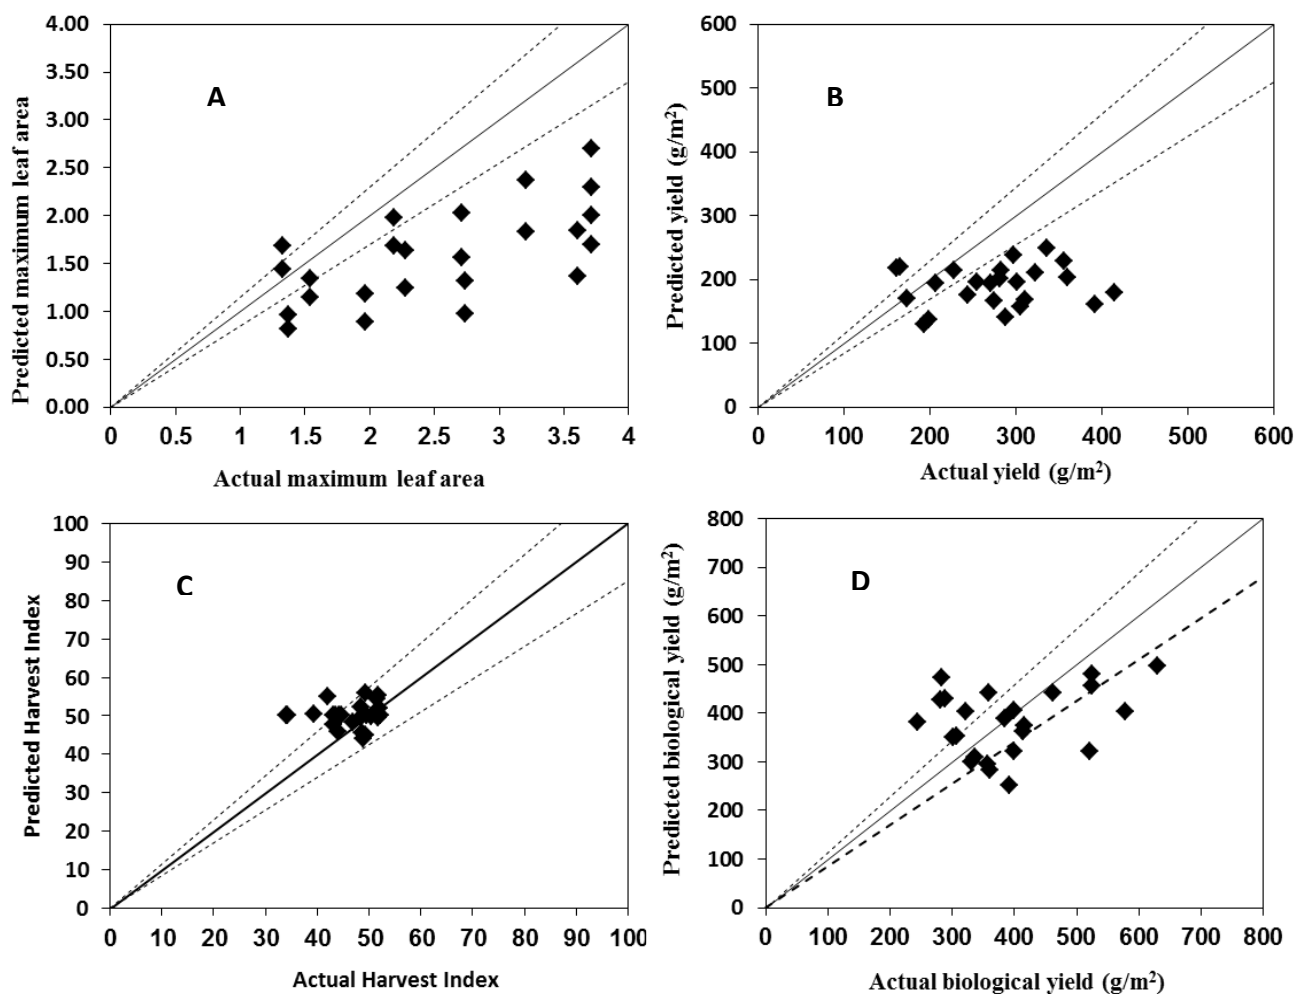 4.00
3.50
3.00
2.50
2.00
1.50
1.00
0.50
0.00
Predicted maximum leaf area
A
0 0.5 1 1.5 2 2.5 3 3.5 4
Actual maximum leaf area
600
500
400
300
200
100
0
Predicted yield (g/m²)
B
0 100 200 300 400 500 600
Actual yield (g/m²)
100
90
80
70
60
50
40
30
20
10
0
Predicted Harvest Index
C
0 10 20 30 40 50 60 70 80 90 100
Actual Harvest Index
800
700
600
500
400
300
200
100
0
Predicted biological yield (g/m²)
D
0 100 200 300 400 500 600 700 800
Actual biological yield (g/m²)